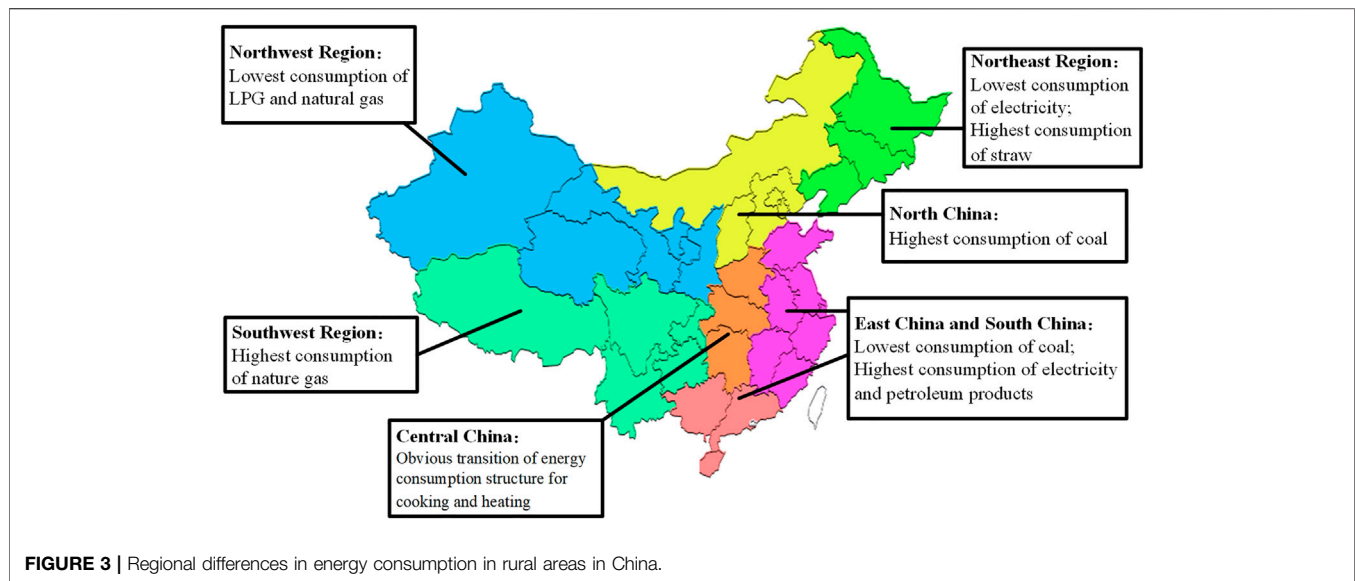 Northwest Region：
Lowest consumption of
LPG and natural gas
Northeast Region：
Lowest consumption
of electricity;
Highest consumption
of straw
North China：
Highest consumption of coal
Southwest Region：
Highest consumption
of nature gas
East China and South China：
Lowest consumption of coal;
Highest consumption of electricity
and petroleum products
Central China：
Obvious transition of energy
consumption structure for
cooking and heating
FIGURE 3 | Regional differences in energy consumption in rural areas in China.